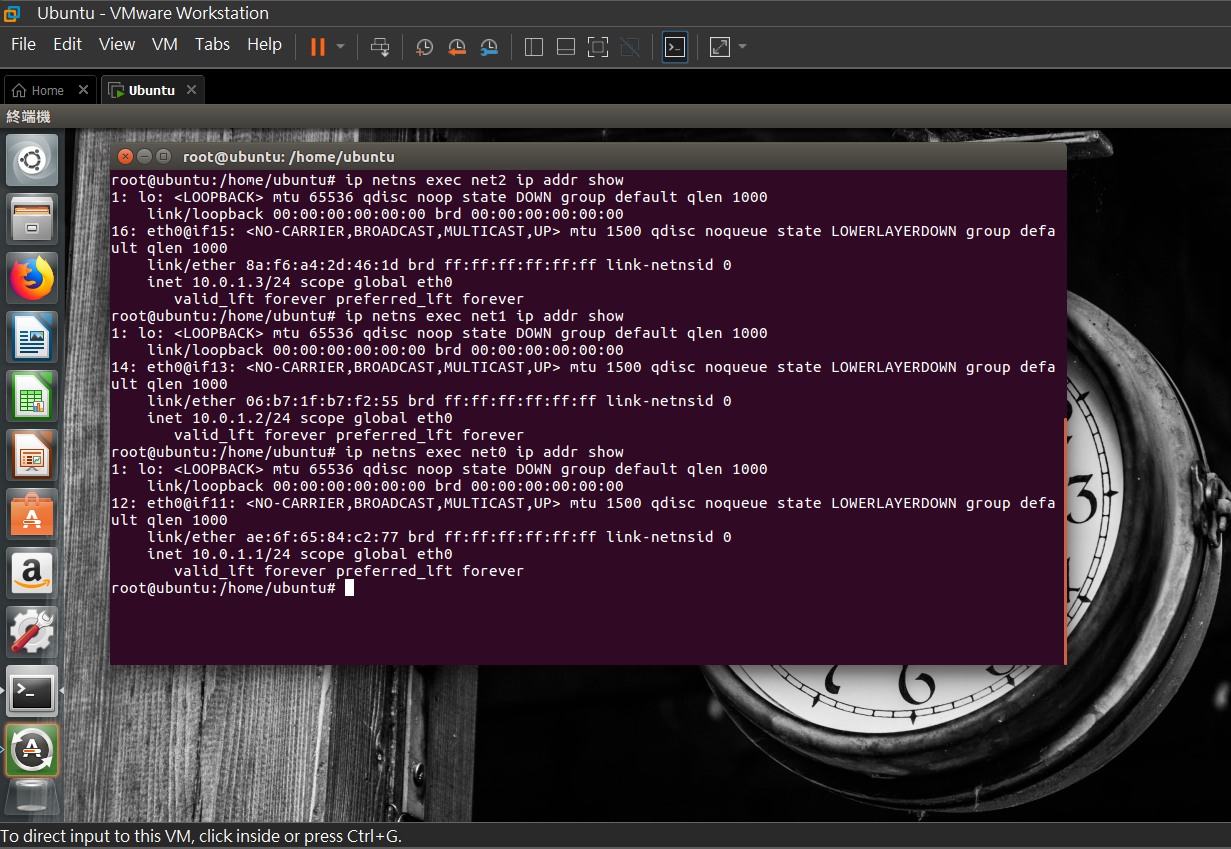 Ubuntu - VMware Workstation
File Edit View VM Tabs Help
Home Ubuntu
終端機
root@ubuntu: /home/ubuntu
root@ubuntu:/home/ubuntu# ip netns exec net2 ip addr show
1: lo: <LOOPBACK> mtu 65536 qdisc noop state DOWN group default qlen 1000
    link/loopback 00:00:00:00:00:00 brd 00:00:00:00:00:00
16: eth0@if15: <NO-CARRIER,BROADCAST,MULTICAST,UP> mtu 1500 qdisc noqueue state LOWERLAYERDOWN group defa
ult qlen 1000
    link/ether 8a:f6:a4:2d:46:1d brd ff:ff:ff:ff:ff:ff link-netnsid 0
    inet 10.0.1.3/24 scope global eth0
       valid_lft forever preferred_lft forever
root@ubuntu:/home/ubuntu# ip netns exec net1 ip addr show
1: lo: <LOOPBACK> mtu 65536 qdisc noop state DOWN group default qlen 1000
    link/loopback 00:00:00:00:00:00 brd 00:00:00:00:00:00
14: eth0@if13: <NO-CARRIER,BROADCAST,MULTICAST,UP> mtu 1500 qdisc noqueue state LOWERLAYERDOWN group defa
ult qlen 1000
    link/ether 06:b7:1f:b7:f2:55 brd ff:ff:ff:ff:ff:ff link-netnsid 0
    inet 10.0.1.2/24 scope global eth0
       valid_lft forever preferred_lft forever
root@ubuntu:/home/ubuntu# ip netns exec net0 ip addr show
1: lo: <LOOPBACK> mtu 65536 qdisc noop state DOWN group default qlen 1000
    link/loopback 00:00:00:00:00:00 brd 00:00:00:00:00:00
12: eth0@if11: <NO-CARRIER,BROADCAST,MULTICAST,UP> mtu 1500 qdisc noqueue state LOWERLAYERDOWN group defa
ult qlen 1000
    link/ether ae:6f:65:84:c2:77 brd ff:ff:ff:ff:ff:ff link-netnsid 0
    inet 10.0.1.1/24 scope global eth0
       valid_lft forever preferred_lft forever
root@ubuntu:/home/ubuntu#
3
6
To direct input to this VM, click inside or press Ctrl+G.